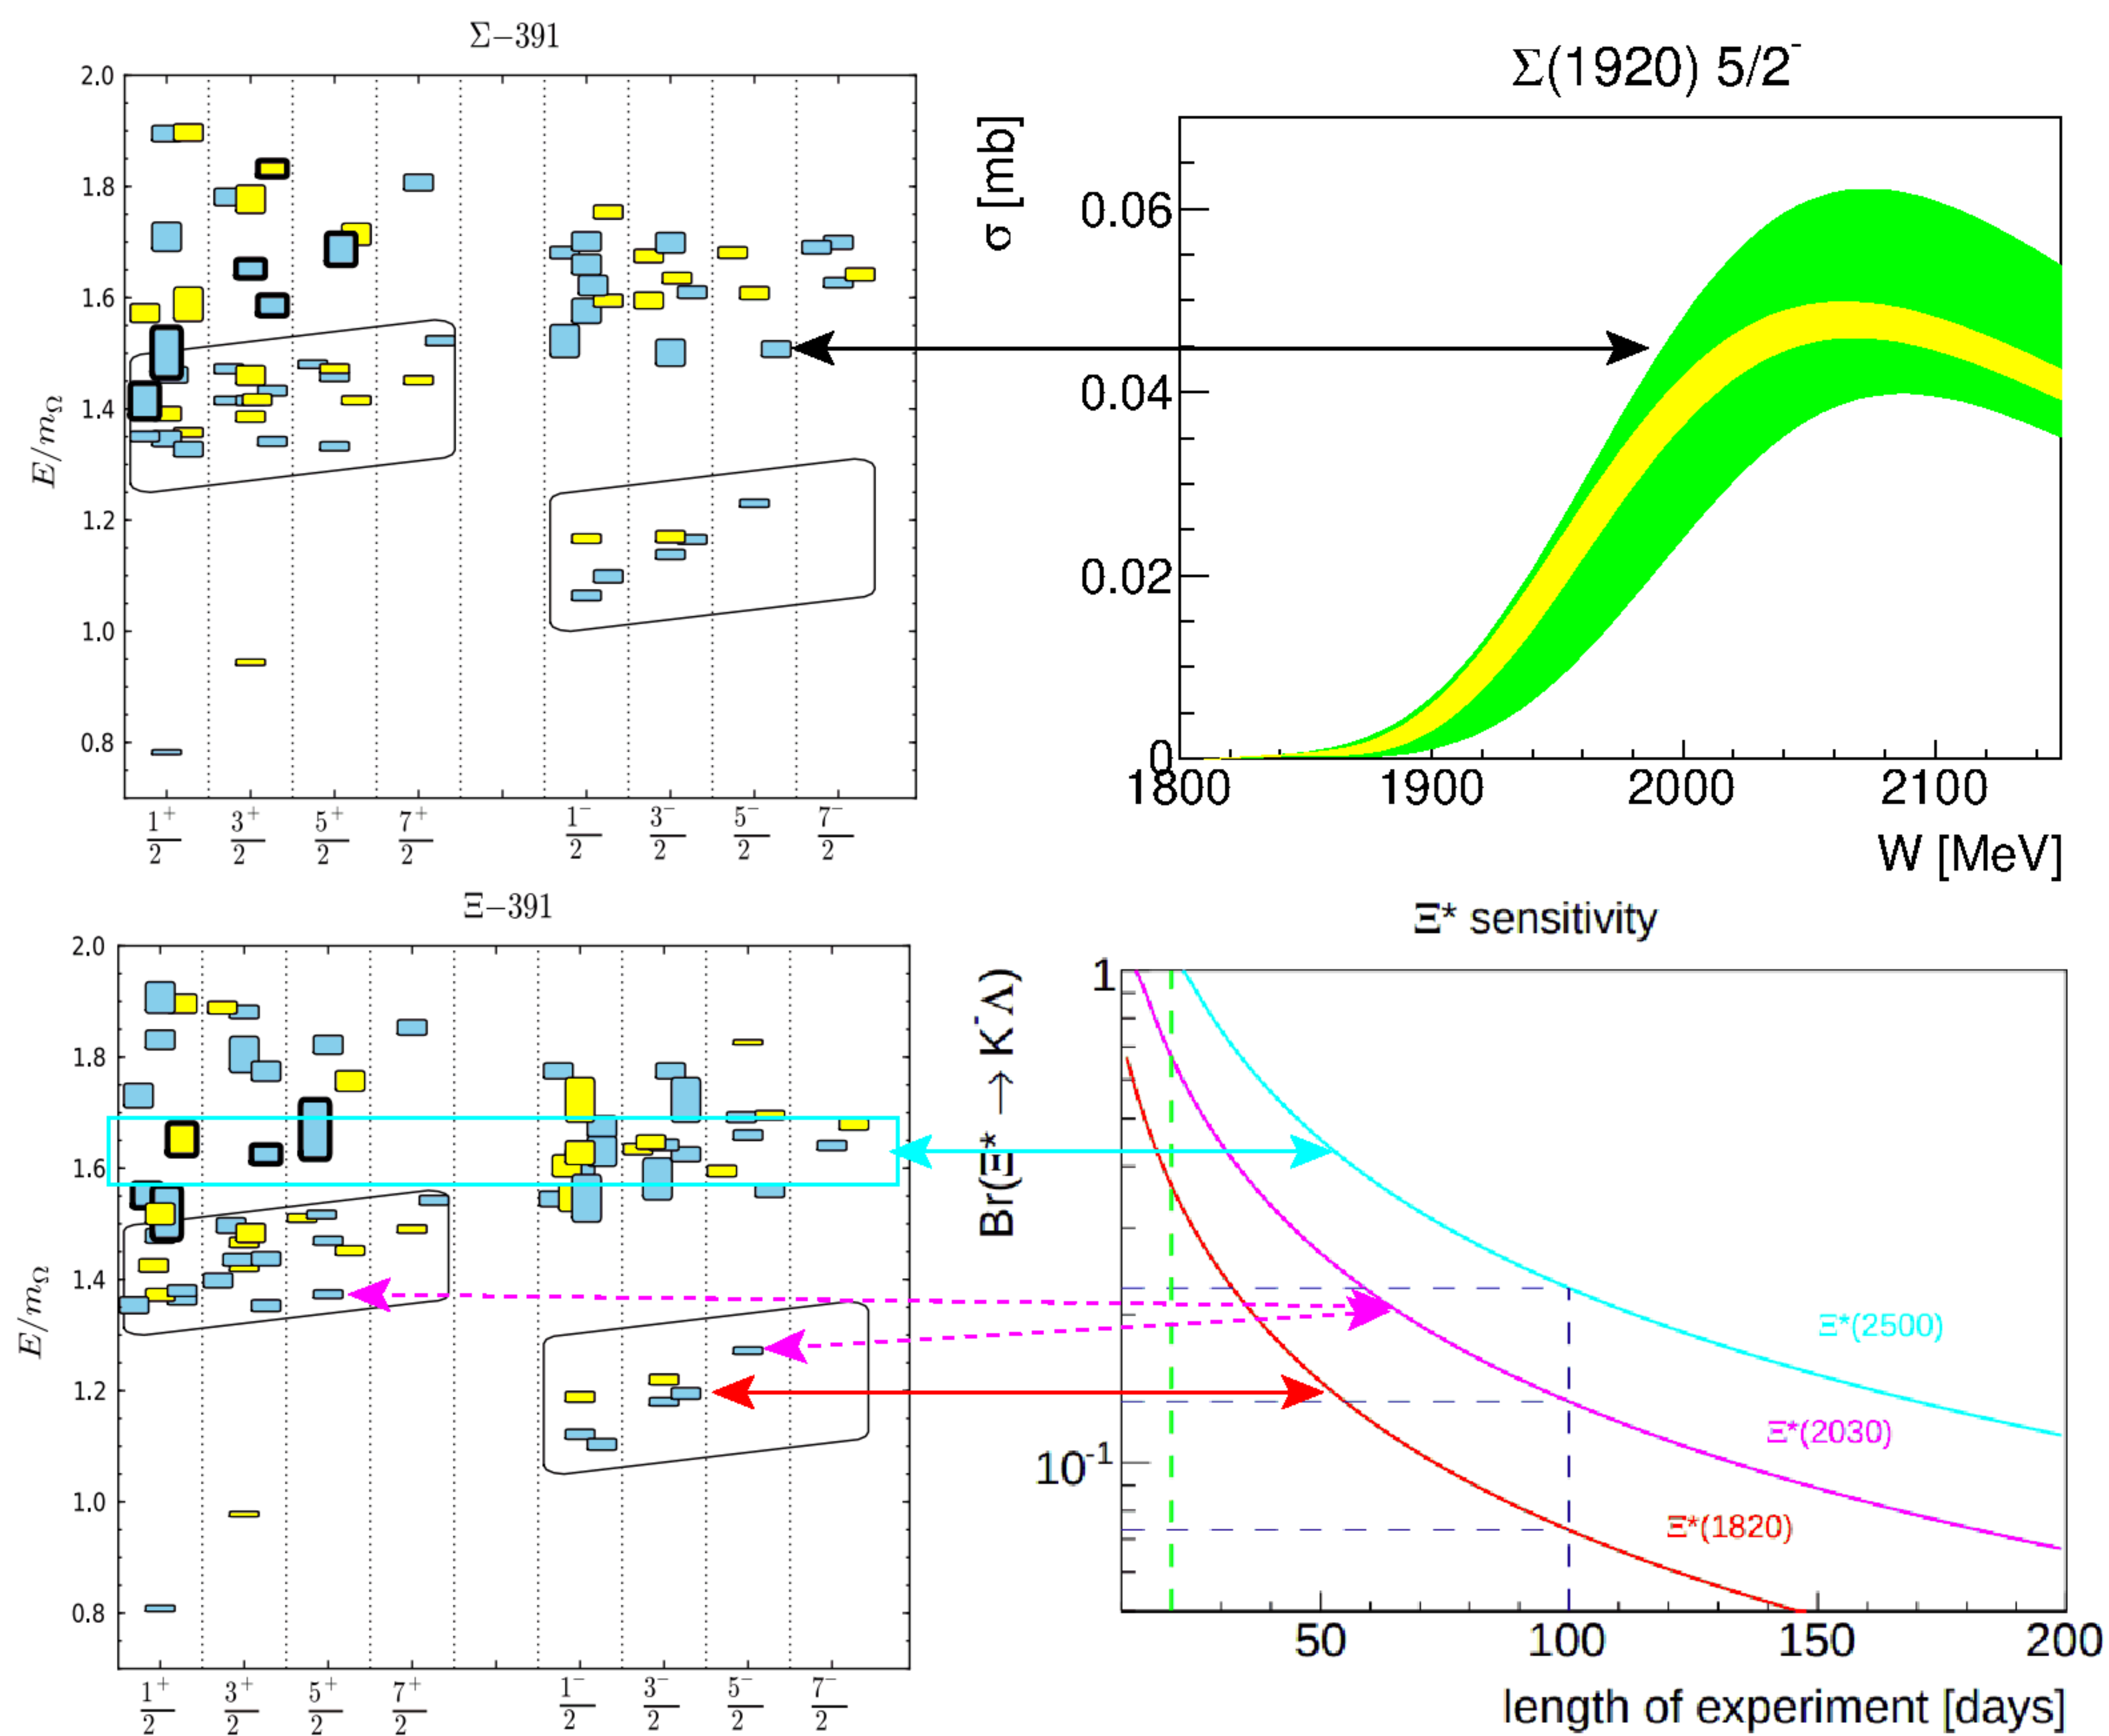 Σ−391
2.0
1.8
1.6
1.4
1.2
1.0
0.8
E/m_Ω
1/2⁺ 3/2⁺ 5/2⁺ 7/2⁺ 1/2⁻ 3/2⁻ 5/2⁻ 7/2⁻
Σ(1920) 5/2⁻
σ [mb]
0.06
0.04
0.02
0
1800 1900 2000 2100
W [MeV]
Ξ−391
2.0
1.8
1.6
1.4
1.2
1.0
0.8
E/m_Ω
1/2⁺ 3/2⁺ 5/2⁺ 7/2⁺ 1/2⁻ 3/2⁻ 5/2⁻ 7/2⁻
Ξ* sensitivity
Br(Ξ* → K⁻Λ)
1
10⁻¹
Ξ*(2500)
Ξ*(2030)
Ξ*(1820)
50 100 150 200
length of experiment [days]